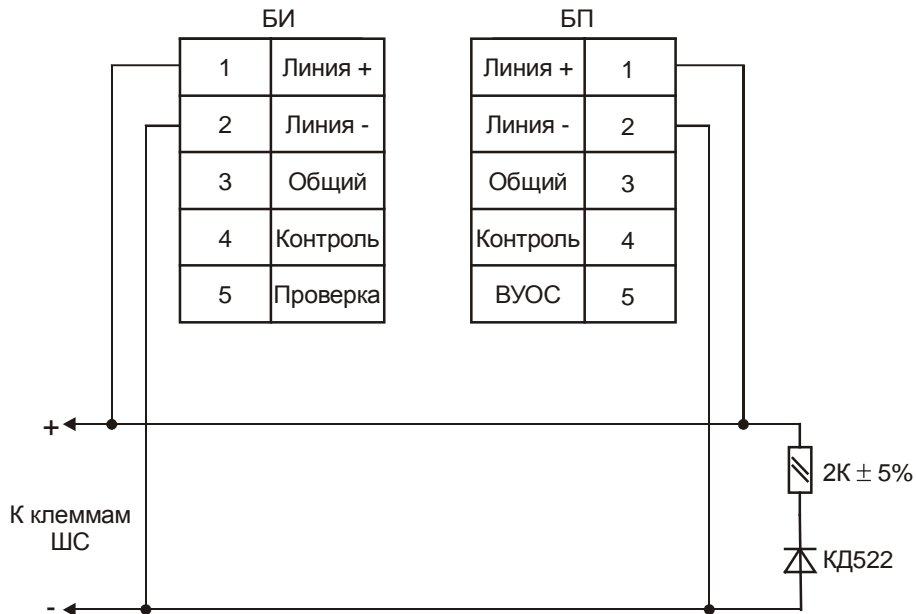 БИ
1 Линия +
2 Линия -
3 Общий
4 Контроль
5 Проверка
БП
Линия + 1
Линия - 2
Общий 3
Контроль 4
ВУОС 5
+
2К ± 5%
К клеммам
ШС
КД522
-